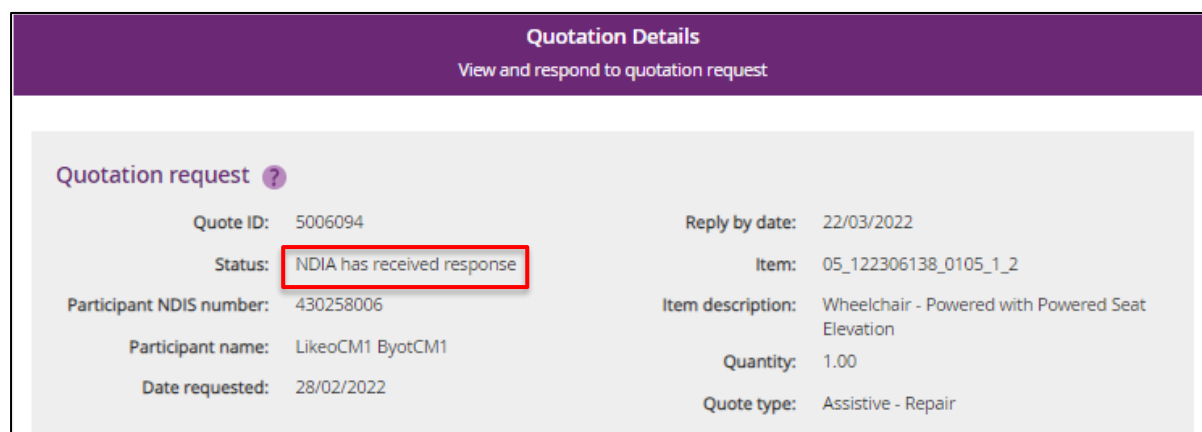 Quotation Details
View and respond to quotation request
Quotation request ?
Quote ID: 5006094
Status: NDIA has received response
Participant NDIS number: 430258006
Participant name: LikeoCM1 ByotCM1
Date requested: 28/02/2022
Reply by date: 22/03/2022
Item: 05_122306138_0105_1_2
Item description: Wheelchair - Powered with Powered Seat
Elevation
Quantity: 1.00
Quote type: Assistive - Repair